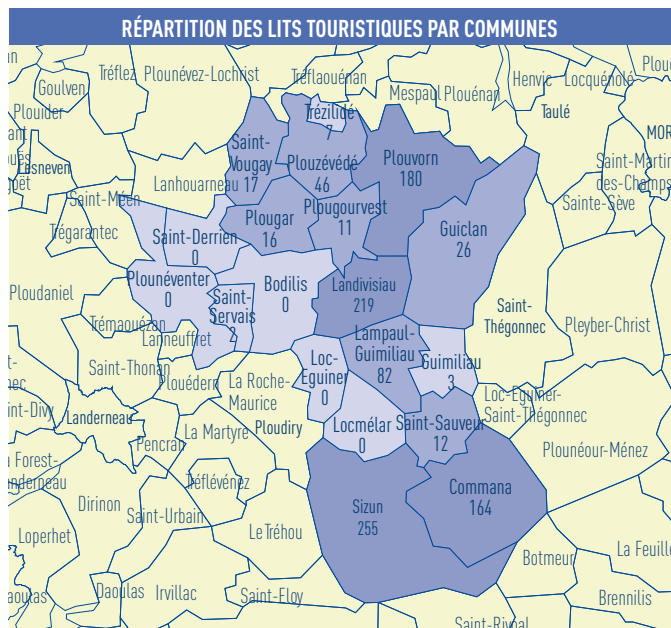 RÉPARTITION DES LITS TOURISTIQUES PAR COMMUNES
Tréflez
Plounévez-Lochrist
Tréflaouénan
Henvic
Locquénolé
Goulven
Mespaul
Plouénan
Plouider
Trézilidé
7
Taulé
Saint-
Vougay
17
Plouzévédé
46
Plouvorn
180
MOR
Lesneven
Saint-Martin
des-Champs
Lanhouarneau
Saint-Méen
Sainte-Sève
Plougar
16
Plougourvest
11
Guiclan
26
Trégarantec
Saint-Derrien
0
Plounéventer
0
Bodilis
0
Landivisiau
219
Ploudaniel
Saint-
Servais
2
Saint-
Thégonnec
Trémaouézan
Lanneuffret
Pleyber-Christ
Lampaul-
Guimiliau
82
Loc-
Eguiner
0
Guimiliau
3
Saint-Thonan
Plouédern
La Roche-
Maurice
Loc-Eguiner-
Saint-Thégonnec
Landerneau
Ploudiry
Locmélar
0
Saint-Sauveur
12
La Martyre
Pencran
Plounéour-Ménez
Tréflévénez
Commana
164
Dirinon
Saint-Urbain
Sizun
255
Loperhet
Le Tréhou
Botmeur
La Feuille
Daoulas
Irvillac
Saint-Eloy
Brennilis
Saint-Rivoal